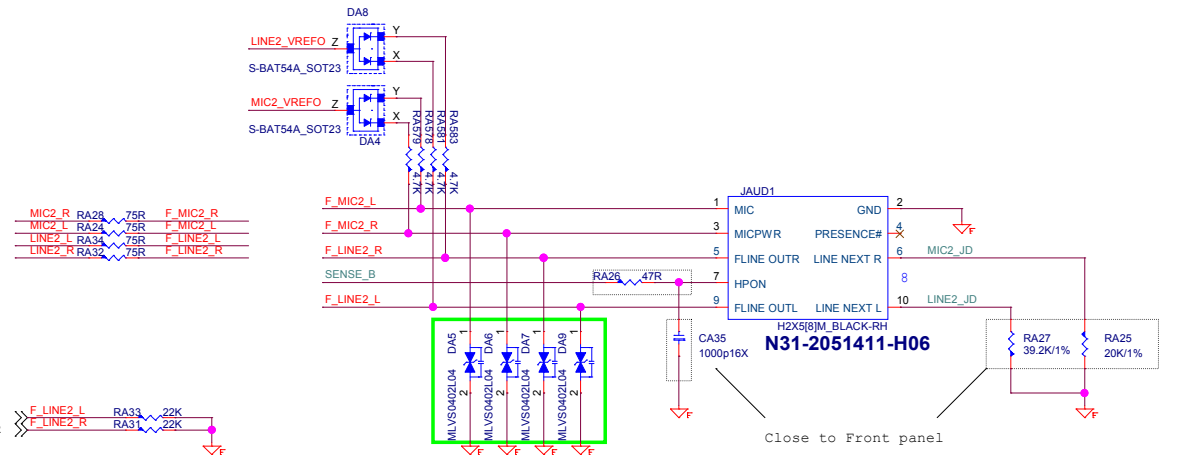 DA8
LINE2_VREFO Z
Y
X
S-BAT54A_SOT23
MIC2_VREFO Z
Y
X
S-BAT54A_SOT23
DA4
RA579
RA578
RA581
RA583
4.7K
4.7K
4.7K
4.7K
MIC2_R RA28 75R F_MIC2_R
MIC2_L RA24 75R F_MIC2_L
LINE2_L RA34 75R F_LINE2_L
LINE2_R RA32 75R F_LINE2_R
F_MIC2_L
F_MIC2_R
F_LINE2_R
SENSE_B
F_LINE2_L
RA26 47R
JAUD1
1 MIC GND 2
3 MICPWR PRESENCE# 4
5 FLINE OUTR LINE NEXT R 6
7 HPON 8
9 FLINE OUTL LINE NEXT L 10
H2X5[8]M_BLACK-RH
N31-2051411-H06
MIC2_JD
LINE2_JD
F
DA5
MLVS0402L04
1
2
DA6
MLVS0402L04
1
2
DA7
MLVS0402L04
1
2
DA9
MLVS0402L04
1
2
F
F
F
F
CA35
1000p16X
F
RA27
39.2K/1%
RA25
20K/1%
F
Close to Front panel
F_LINE2_L RA33 22K
F_LINE2_R RA31 22K
F